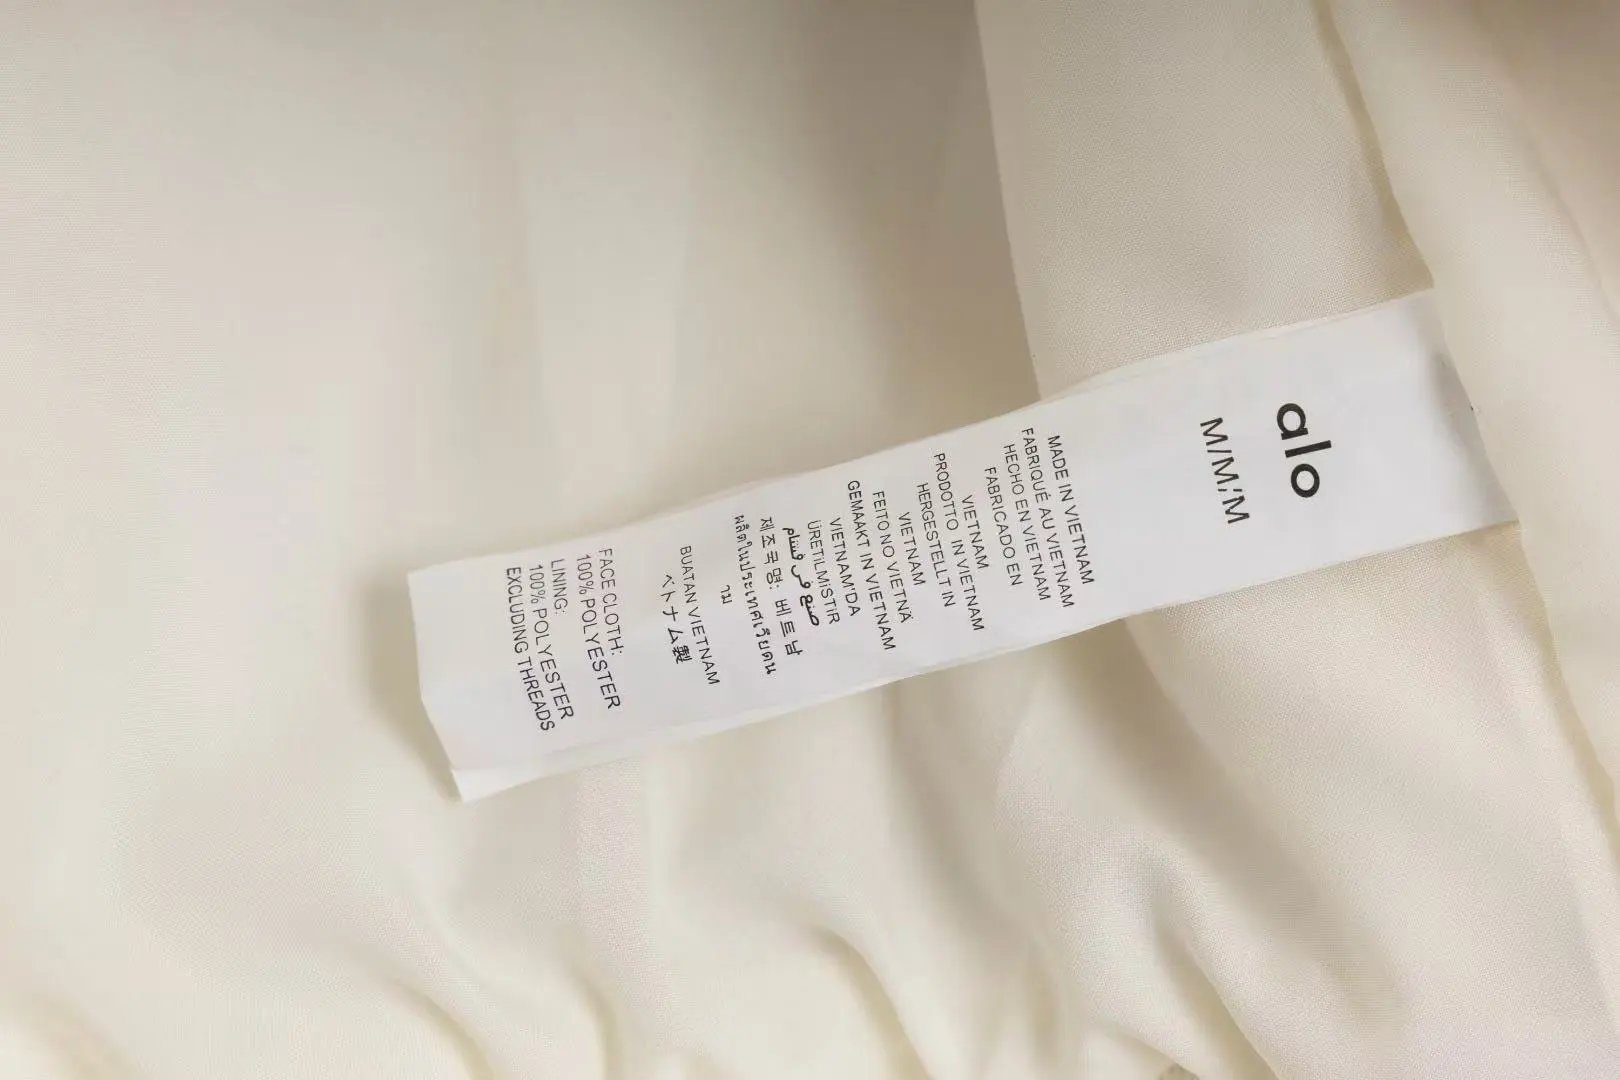 alo
M/M/M
MADE IN VIETNAM
FABRIQUÉ AU VIETNAM
HECHO EN VIETNAM
FABRICADO EN
VIETNAM
PRODOTTO IN VIETNAM
HERGESTELLT IN
VIETNAM
FEITO NO VIETNÃ
GEMAAKT IN VIETNAM
VIETNAM'DA
ÜRETiLMiSTiR
صنع في فيتنام
제조국명: 베트남
ผลิตในประเทศเวียดน
าม
BUATAN VIETNAM
ベトナム製
FACE CLOTH:
100% POLYESTER
LINING:
100% POLYESTER
EXCLUDING THREADS